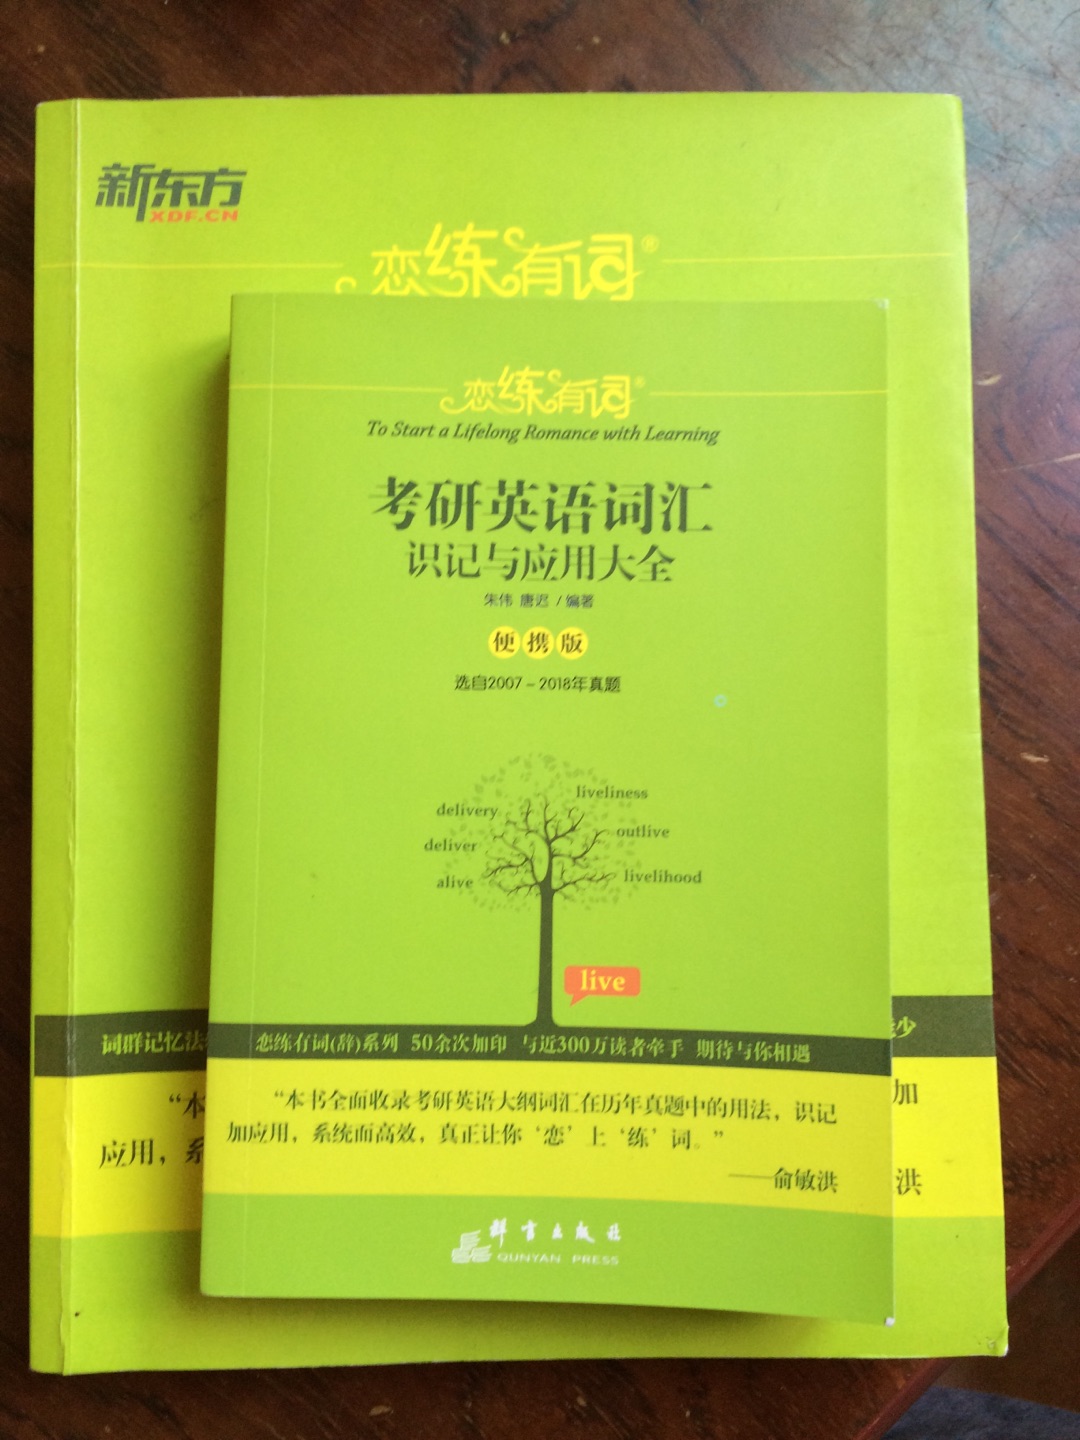 新东方
XDF.CN
恋练有词®
恋练有词®
To Start a Lifelong Romance with Learning
考研英语词汇
识记与应用大全
朱伟 唐迟 / 编著
便携版
选自2007－2018年真题
liveliness
delivery
outlive
deliver
livelihood
alive
live
词群记忆法
少
恋练有词(辞)系列 50余次加印 与近300万读者牵手 期待与你相遇
“本
加
应用，系
洪
“本书全面收录考研英语大纲词汇在历年真题中的用法，识记
加应用，系统而高效，真正让你‘恋’上‘练’词。”
——俞敏洪
群言出版社
QUNYAN PRESS